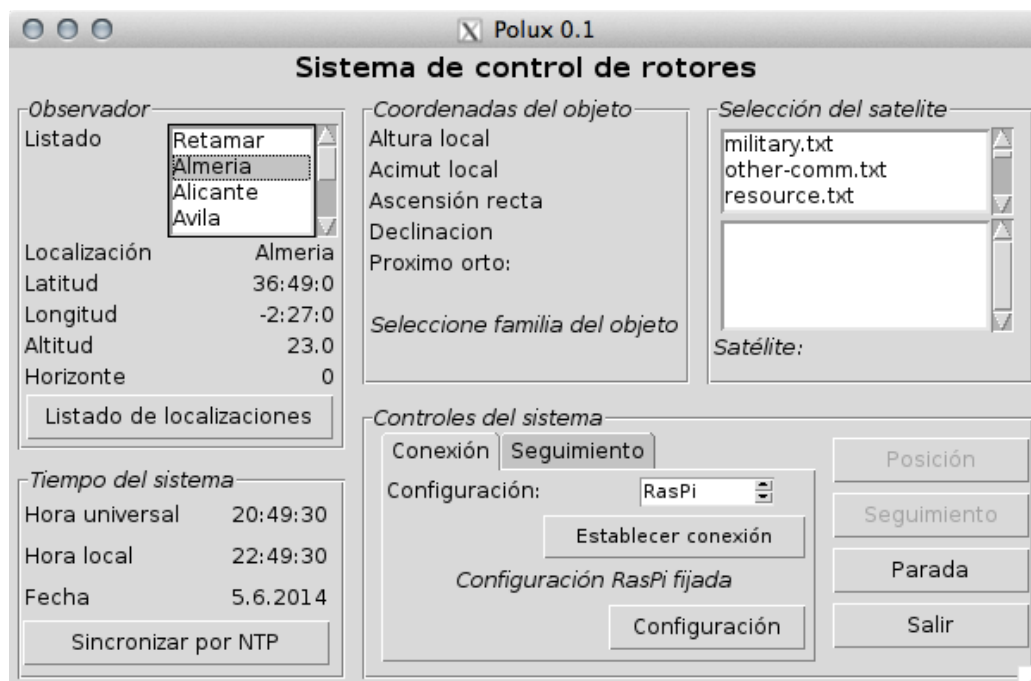 Polux 0.1
Sistema de control de rotores
Observador
Listado
Retamar
Almeria
Alicante
Avila
Localización Almeria
Latitud 36:49:0
Longitud -2:27:0
Altitud 23.0
Horizonte 0
Listado de localizaciones
Tiempo del sistema
Hora universal 20:49:30
Hora local 22:49:30
Fecha 5.6.2014
Sincronizar por NTP
Coordenadas del objeto
Altura local
Acimut local
Ascensión recta
Declinacion
Proximo orto:
Seleccione familia del objeto
Selección del satelite
military.txt
other-comm.txt
resource.txt
Satélite:
Controles del sistema
Conexión Seguimiento
Configuración: RasPi
Establecer conexión
Configuración RasPi fijada
Configuración
Posición
Seguimiento
Parada
Salir